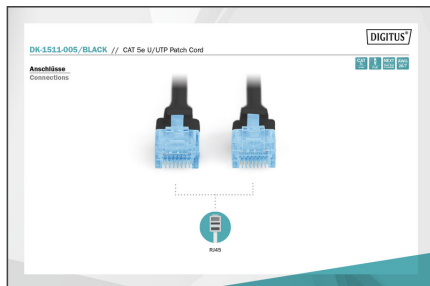 DIGITUS®
DK-1511-005/BLACK // CAT 5e U/UTP Patch Cord
Anschlüsse
Connections
RJ45